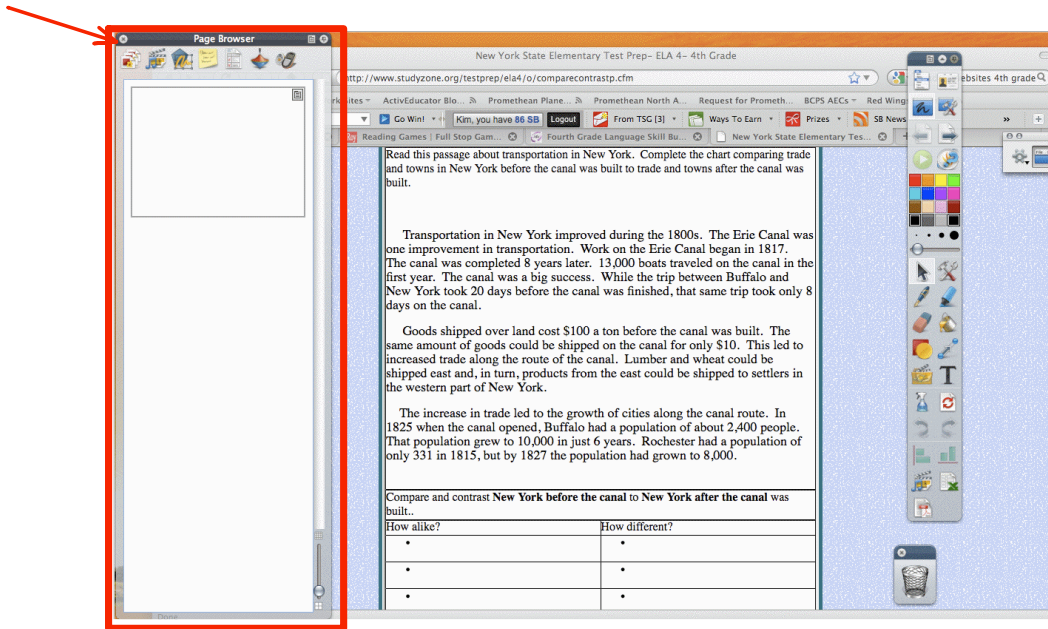 Page Browser
New York State Elementary Test Prep– ELA 4– 4th Grade
http://www.studyzone.org/testprep/ela4/o/comparecontrastp.cfm
ebsites 4th grade
ActivEducator Blo... Promethean Plane... Promethean North A... Request for Prometh... BCPS AECs Red Wing
Go Win! Kim, you have 86 SB Logout From TSG [3] Ways To Earn Prizes SB News »
Reading Games | Full Stop Gam... Fourth Grade Language Skill Bu... New York State Elementary Tes...
Read this passage about transportation in New York. Complete the chart comparing trade
and towns in New York before the canal was built to trade and towns after the canal was
built.
Transportation in New York improved during the 1800s. The Erie Canal was
one improvement in transportation. Work on the Erie Canal began in 1817.
The canal was completed 8 years later. 13,000 boats traveled on the canal in the
first year. The canal was a big success. While the trip between Buffalo and
New York took 20 days before the canal was finished, that same trip took only 8
days on the canal.
Goods shipped over land cost $100 a ton before the canal was built. The
same amount of goods could be shipped on the canal for only $10. This led to
increased trade along the route of the canal. Lumber and wheat could be
shipped east and, in turn, products from the east could be shipped to settlers in
the western part of New York.
The increase in trade led to the growth of cities along the canal route. In
1825 when the canal opened, Buffalo had a population of about 2,400 people.
That population grew to 10,000 in just 6 years. Rochester had a population of
only 331 in 1815, but by 1827 the population had grown to 8,000.
Compare and contrast New York before the canal to New York after the canal was
built..
How alike? How different?
• •
• •
• •
T
Done